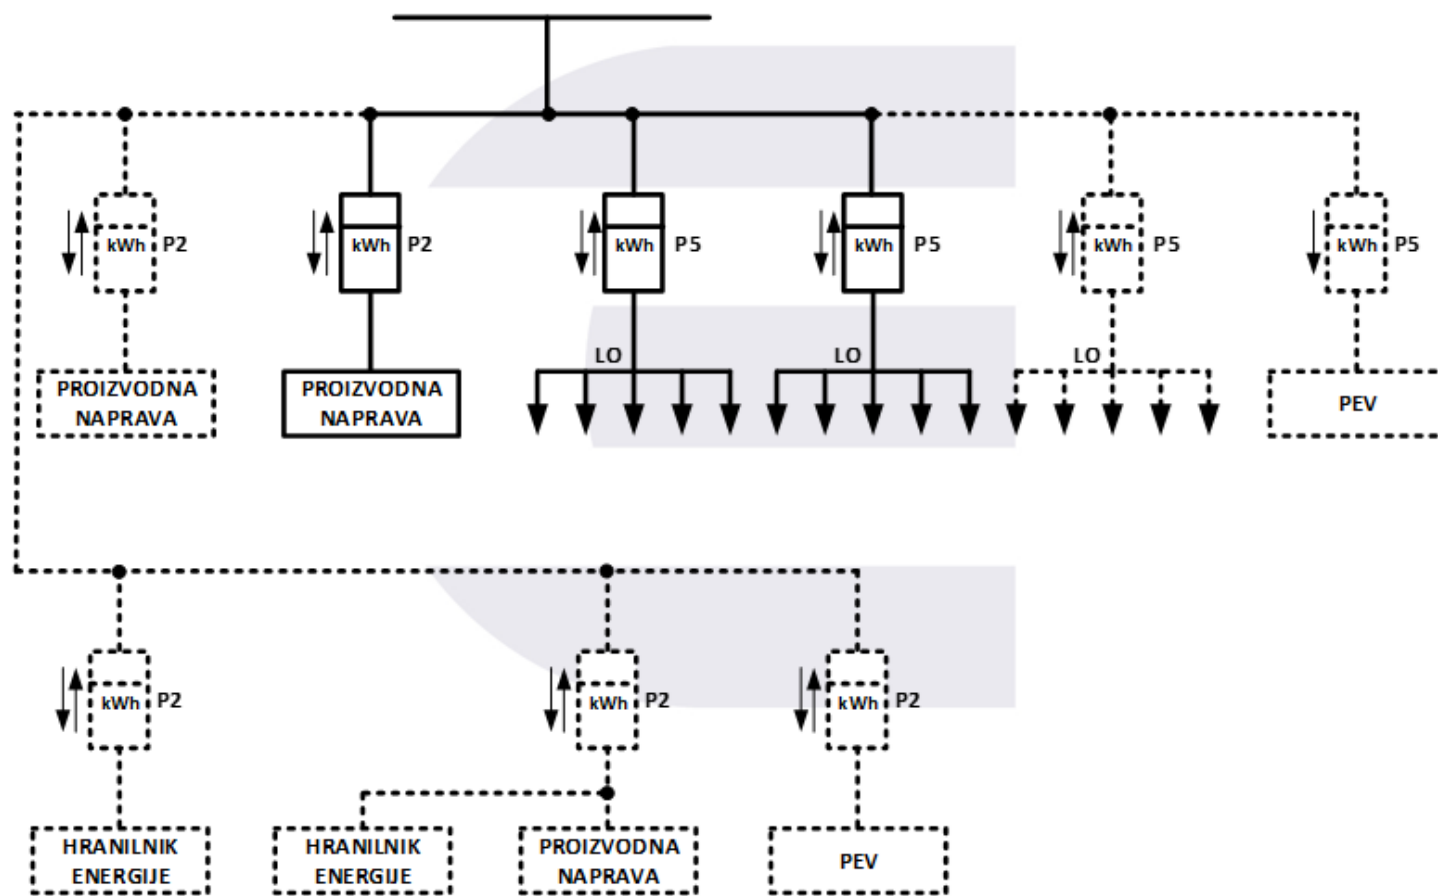 kWh P2
kWh P2
kWh P5
kWh P5
kWh P5
kWh P5
LO
LO
LO
PROIZVODNA
NAPRAVA
PROIZVODNA
NAPRAVA
PEV
kWh P2
kWh P2
kWh P2
HRANILNIK
ENERGIJE
HRANILNIK
ENERGIJE
PROIZVODNA
NAPRAVA
PEV